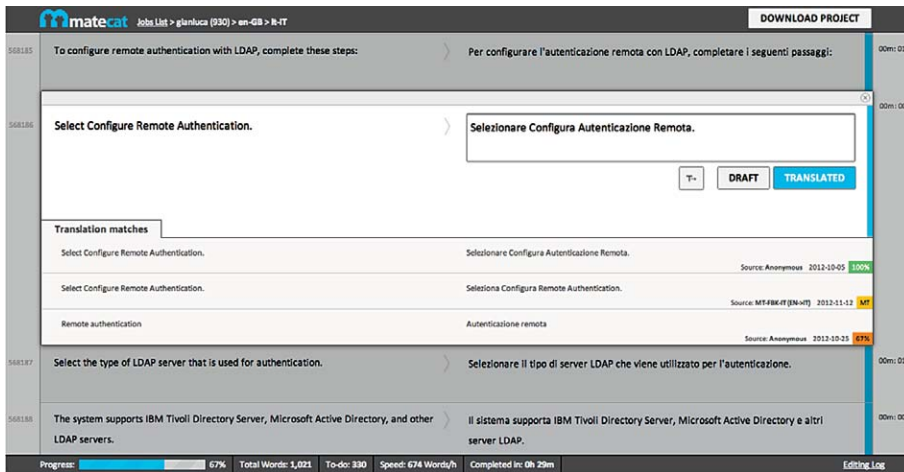 matecat Jobs List > gianluca (930) > en-GB > it-IT DOWNLOAD PROJECT
568185 To configure remote authentication with LDAP, complete these steps: Per configurare l'autenticazione remota con LDAP, completare i seguenti passaggi: 00m: 01
00m: 00
568186 Select Configure Remote Authentication. Selezionare Configura Autenticazione Remota.
T→ DRAFT TRANSLATED
Translation matches
Select Configure Remote Authentication. Selezionare Configura Autenticazione Remota.
Source: Anonymous 2012-10-05 100%
Select Configure Remote Authentication. Seleziona Configura Remote Authentication.
Source: MT-FBK-IT (EN->IT) 2012-11-12 MT
Remote authentication Autenticazione remota
Source: Anonymous 2012-10-25 67%
568187 Select the type of LDAP server that is used for authentication. Selezionare il tipo di server LDAP che viene utilizzato per l'autenticazione. 00m: 01
568188 The system supports IBM Tivoli Directory Server, Microsoft Active Directory, and other Il sistema supporta IBM Tivoli Directory Server, Microsoft Active Directory e altri 00m: 00
LDAP servers. server LDAP.
Progress: 67% Total Words: 1,021 To-do: 330 Speed: 674 Words/h Completed in: 0h 29m Editing Log